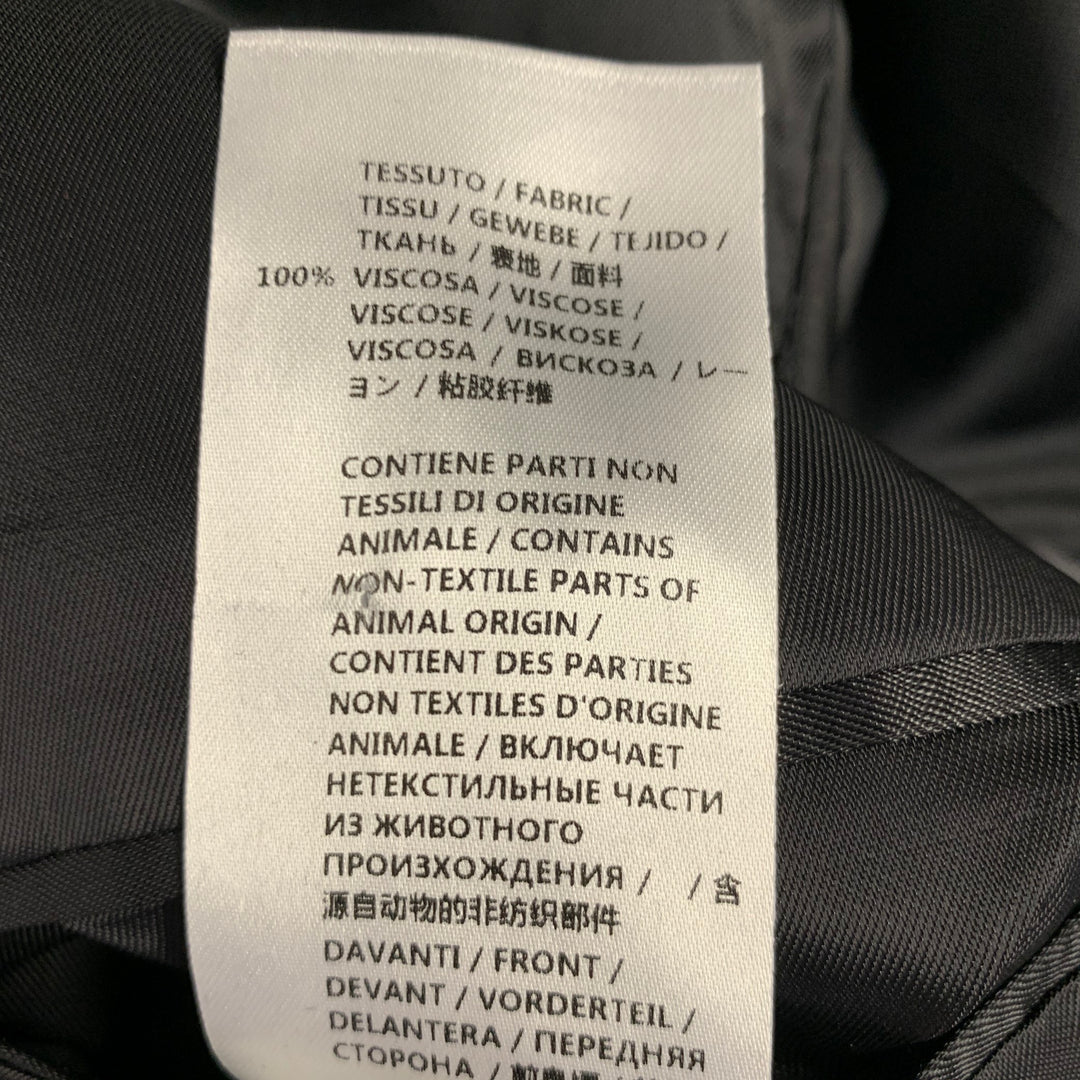 TESSUTO / FABRIC /
TISSU / GEWEBE / TEJIDO /
ТКАНЬ / 裏地 / 面料
100% VISCOSA / VISCOSE /
VISCOSE / VISKOSE /
VISCOSA / ВИСКОЗА / レー
ヨン / 粘胶纤维
CONTIENE PARTI NON
TESSILI DI ORIGINE
ANIMALE / CONTAINS
NON-TEXTILE PARTS OF
ANIMAL ORIGIN /
CONTIENT DES PARTIES
NON TEXTILES D'ORIGINE
ANIMALE / ВКЛЮЧАЕТ
НЕТЕКСТИЛЬНЫЕ ЧАСТИ
ИЗ ЖИВОТНОГО
ПРОИЗХОЖДЕНИЯ / / 含
源自动物的非纺织部件
DAVANTI / FRONT /
DEVANT / VORDERTEIL /
DELANTERA / ПЕРЕДНЯЯ
СТОРОНА /